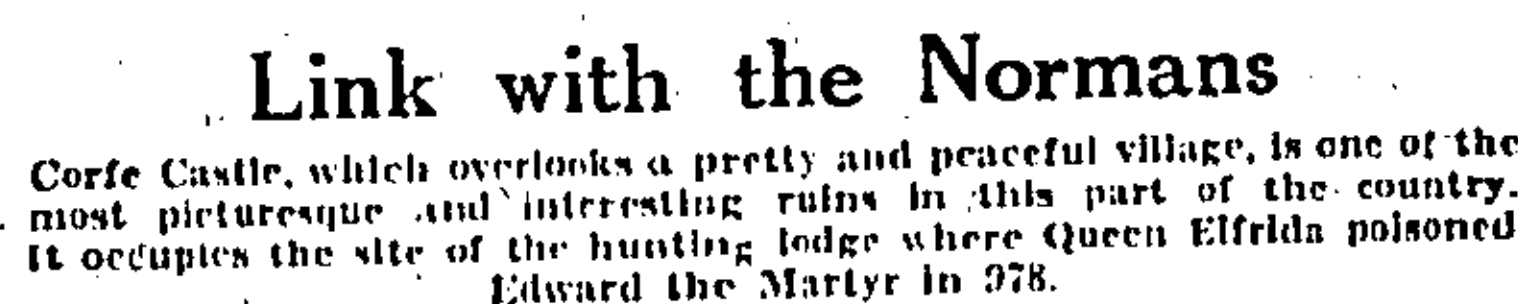 Link with the Normans
Corfe Castle, which overlooks a pretty and peaceful village, is one of the
most picturesque and interesting ruins in this part of the country.
It occupies the site of the hunting lodge where Queen Elfrida poisoned
Edward the Martyr in 978.